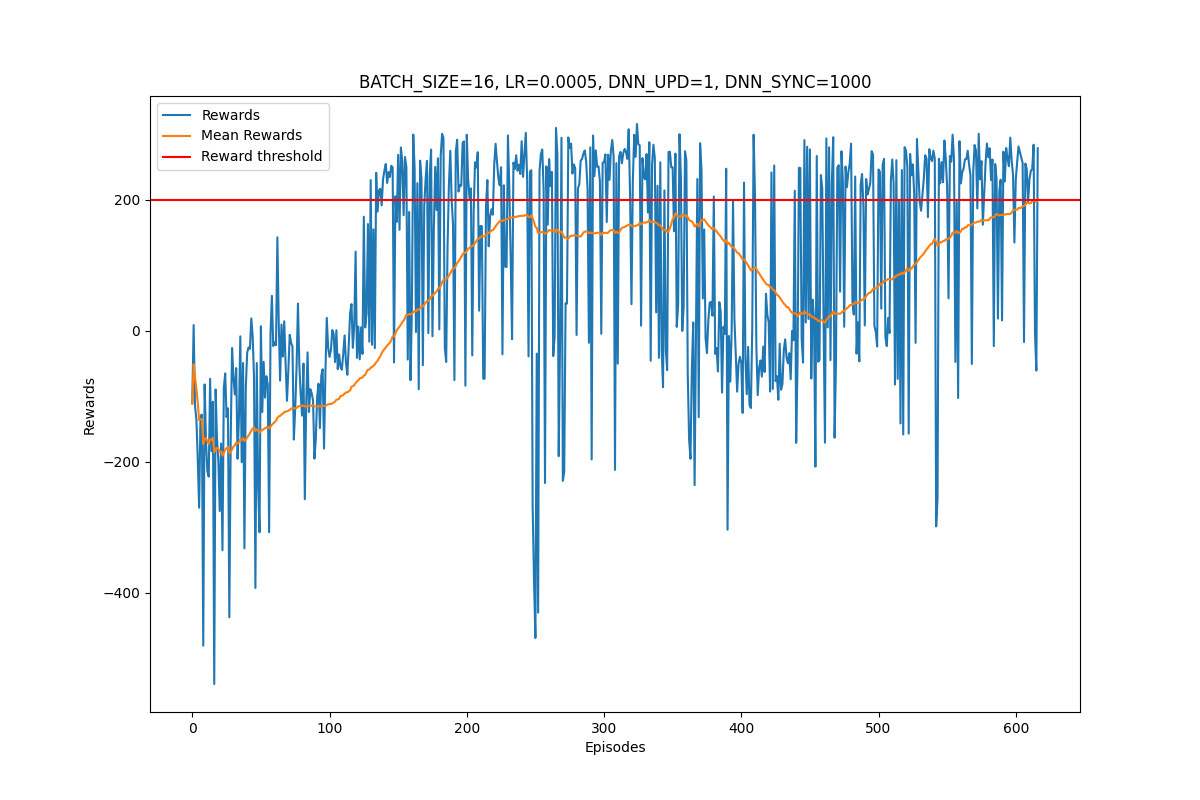 BATCH_SIZE=16, LR=0.0005, DNN_UPD=1, DNN_SYNC=1000
Rewards
Mean Rewards
Reward threshold
Rewards
200
0
−200
−400
0 100 200 300 400 500 600
Episodes